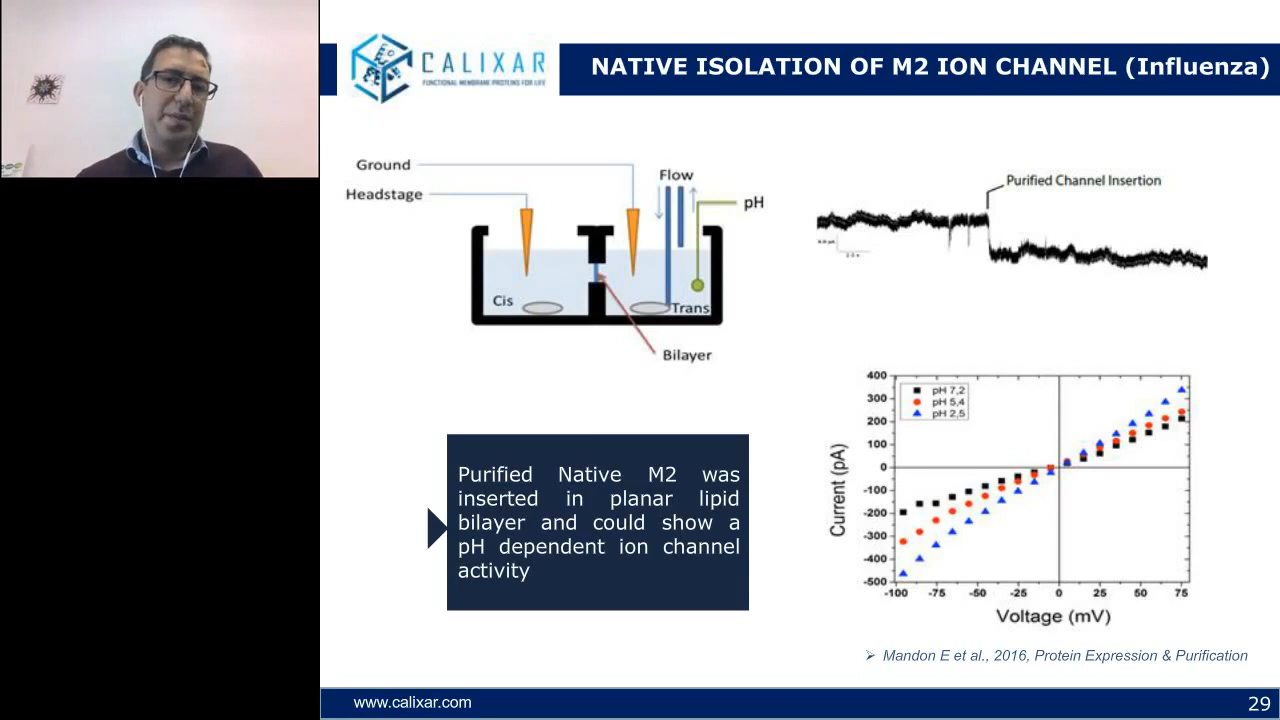 CALIXAR
FUNCTIONAL MEMBRANE PROTEINS FOR LIFE
NATIVE ISOLATION OF M2 ION CHANNEL (Influenza)
Ground
Headstage
Flow
pH
Cis
Trans
Bilayer
Purified Channel Insertion
Purified Native M2 was
inserted in planar lipid
bilayer and could show a
pH dependent ion channel
activity
pH 7,2
pH 5,4
pH 2,5
400
300
200
100
0
-100
-200
-300
-400
-500
Current (pA)
-100 -75 -50 -25 0 25 50 75
Voltage (mV)
➢ Mandon E et al., 2016, Protein Expression & Purification
www.calixar.com
29